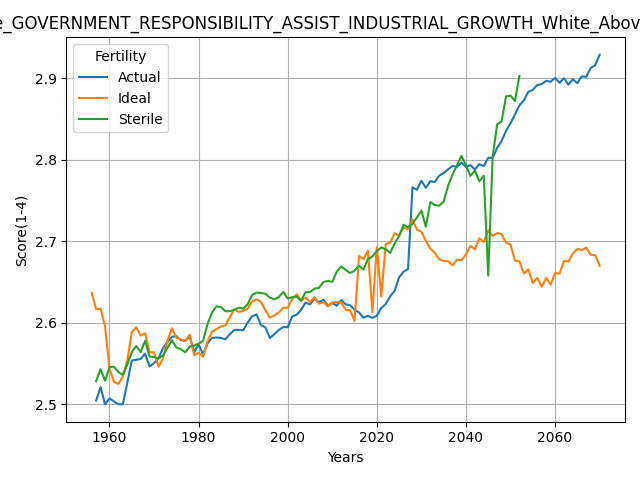 e_GOVERNMENT_RESPONSIBILITY_ASSIST_INDUSTRIAL_GROWTH_White_Abov
Fertility
Actual
Ideal
Sterile
2.9
2.8
2.7
2.6
2.5
Score(1-4)
1960 1980 2000 2020 2040 2060
Years